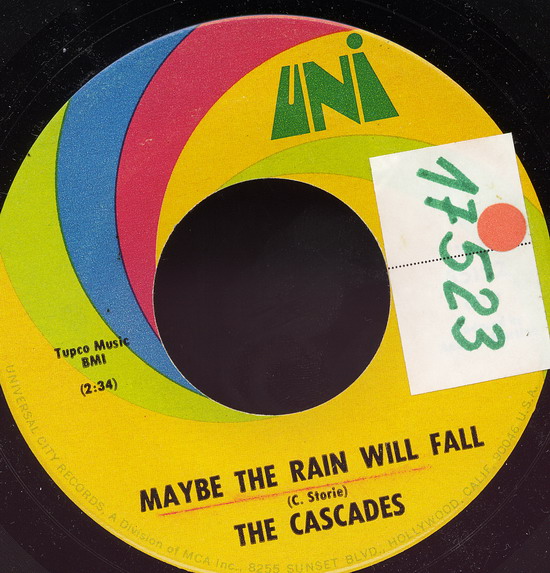 UNI
17523
Tupco Music
BMI
(2:34)
MAYBE THE RAIN WILL FALL
(C. Storie)
THE CASCADES
UNIVERSAL CITY RECORDS, A Division of MCA Inc., 8255 SUNSET BLVD., HOLLYWOOD, CALIF. 90046 U.S.A.